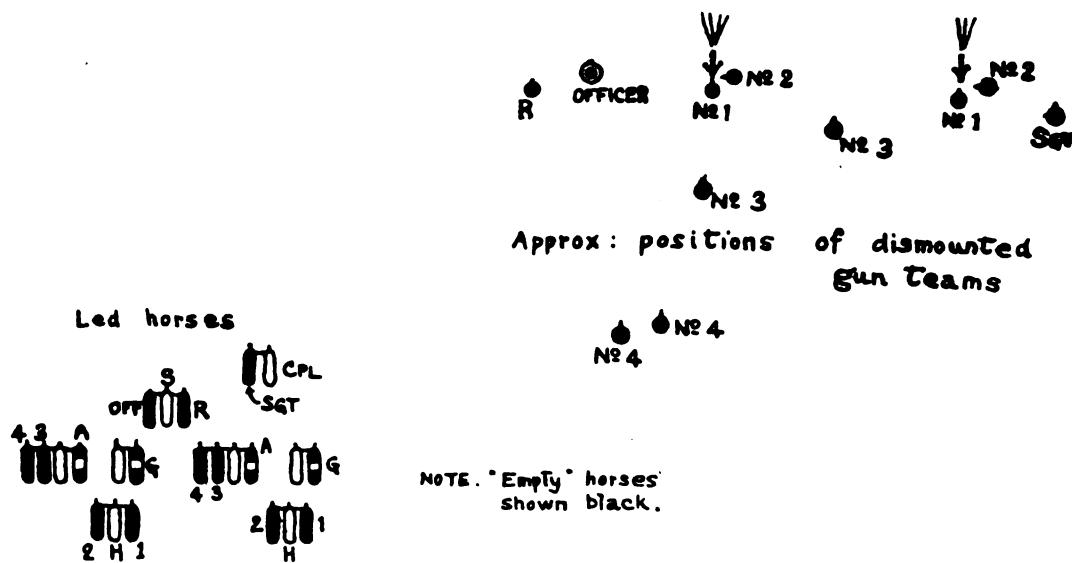 R
OFFICER
Nº 2
Nº 1
Nº 2
Nº 1
SGT
Nº 3
Nº 3
Approx: positions of dismounted
gun teams
Nº 4
Nº 4
Led horses
CPL
SGT
S
OFF
R
4 3
A
G
A
G
4 3
2
1
2 H 1
H
NOTE. "Empty" horses
shown black.